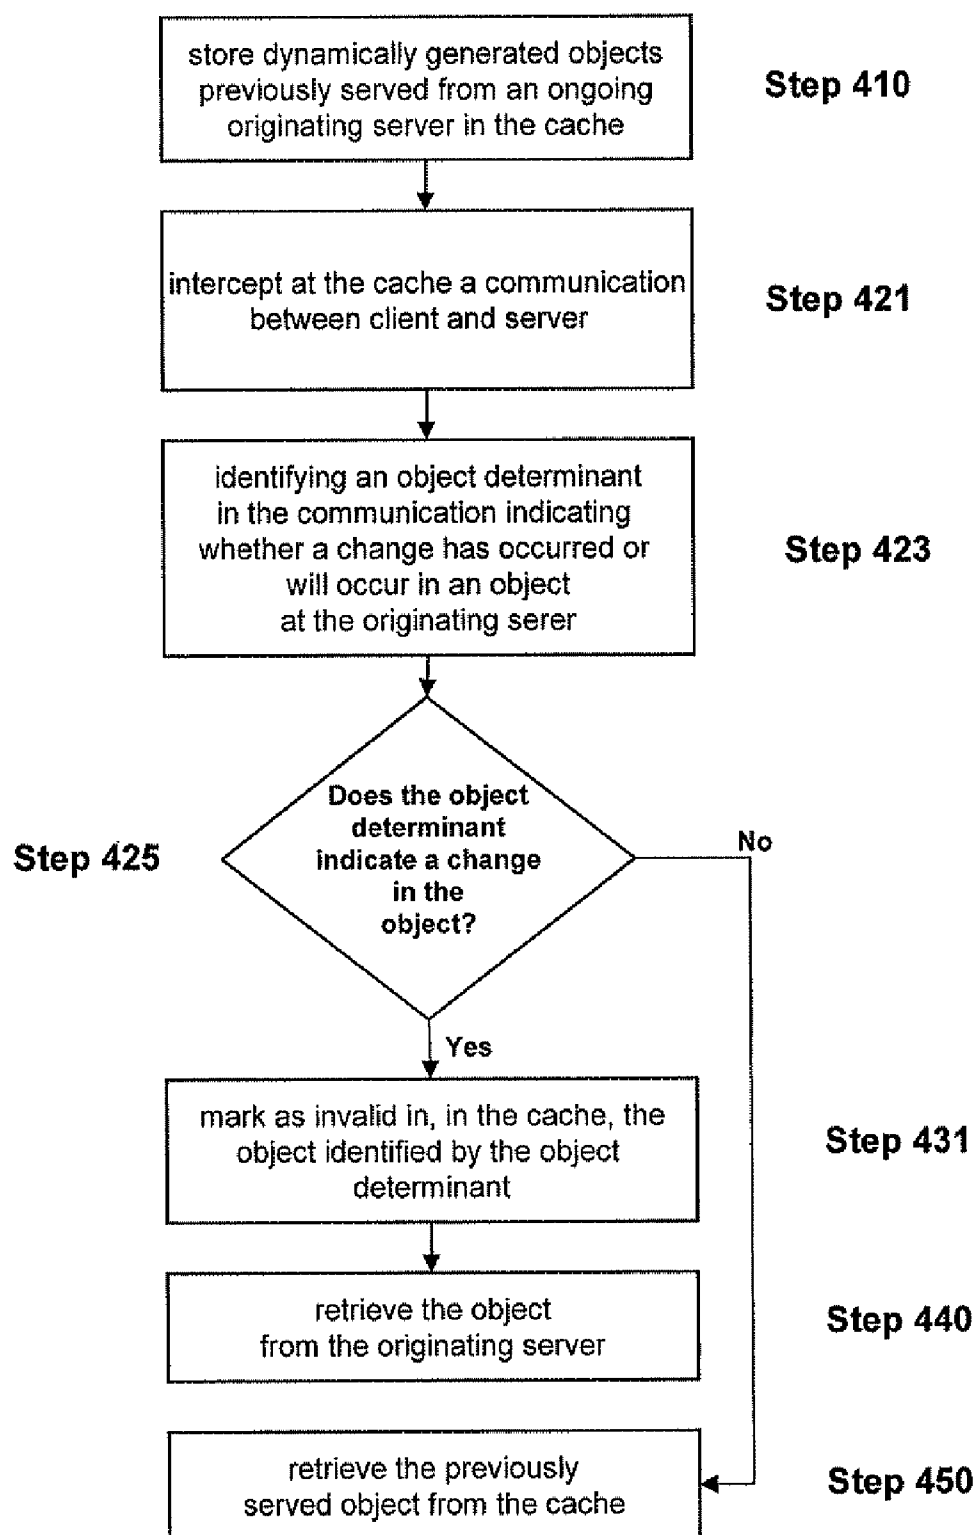 store dynamically generated objects
previously served from an ongoing
originating server in the cache
Step 410
intercept at the cache a communication
between client and server
Step 421
identifying an object determinant
in the communication indicating
whether a change has occurred or
will occur in an object
at the originating serer
Step 423
Does the object
determinant
indicate a change
in the
object?
Step 425
No
Yes
mark as invalid in, in the cache, the
object identified by the object
determinant
Step 431
retrieve the object
from the originating server
Step 440
retrieve the previously
served object from the cache
Step 450